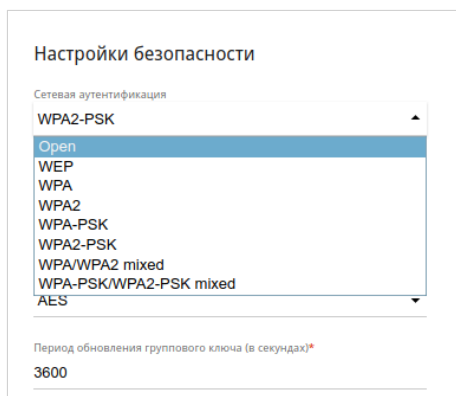 Настройки безопасности
Сетевая аутентификация
WPA2-PSK
Open
WEP
WPA
WPA2
WPA-PSK
WPA2-PSK
WPA/WPA2 mixed
WPA-PSK/WPA2-PSK mixed
AES
Период обновления группового ключа (в секундах)*
3600